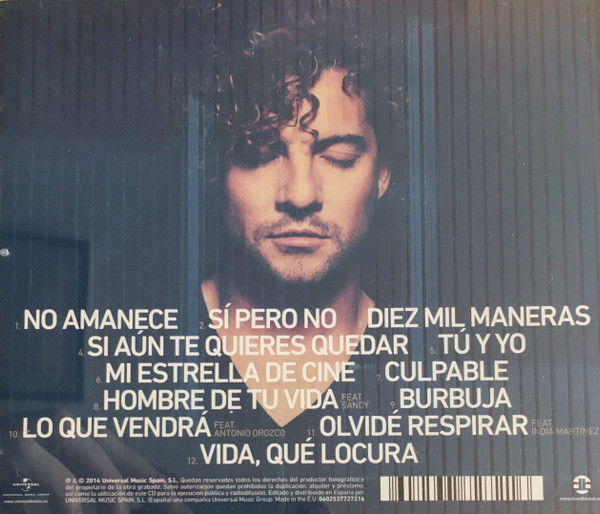 1. NO AMANECE 2. SÍ PERO NO 3. DIEZ MIL MANERAS
4. SI AÚN TE QUIERES QUEDAR 5. TÚ Y YO
6. MI ESTRELLA DE CINE 7. CULPABLE
8. HOMBRE DE TU VIDA FEAT. SANDY 9. BURBUJA
10. LO QUE VENDRÁ FEAT. ANTONIO OROZCO 11. OLVIDÉ RESPIRAR FEAT. INDIA MARTÍNEZ
12. VIDA, QUÉ LOCURA
UNIVERSAL
UNIVERSAL MUSIC GROUP
℗ & © 2014 Universal Music Spain, S.L. Quedan reservados todos los derechos del productor fonográfico y
del propietario de la obra grabada. Salvo autorización quedan prohibidos la duplicación, alquiler y préstamo,
así como la utilización de este CD para la ejecución pública y radiodifusión. Editado y distribuido en España por
UNIVERSAL MUSIC SPAIN, S.L. (España) una compañía Universal Music Group. Made in the E.U. 0602537727216